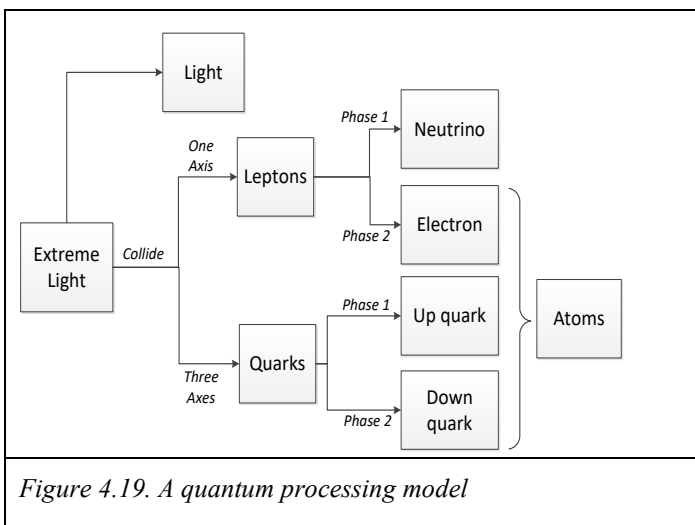 Light
Phase 1
Neutrino
One
Axis
Leptons
Phase 2
Electron
Extreme
Light
Collide
Phase 1
Up quark
Atoms
Quarks
Three
Axes
Phase 2
Down
quark
Figure 4.19. A quantum processing model